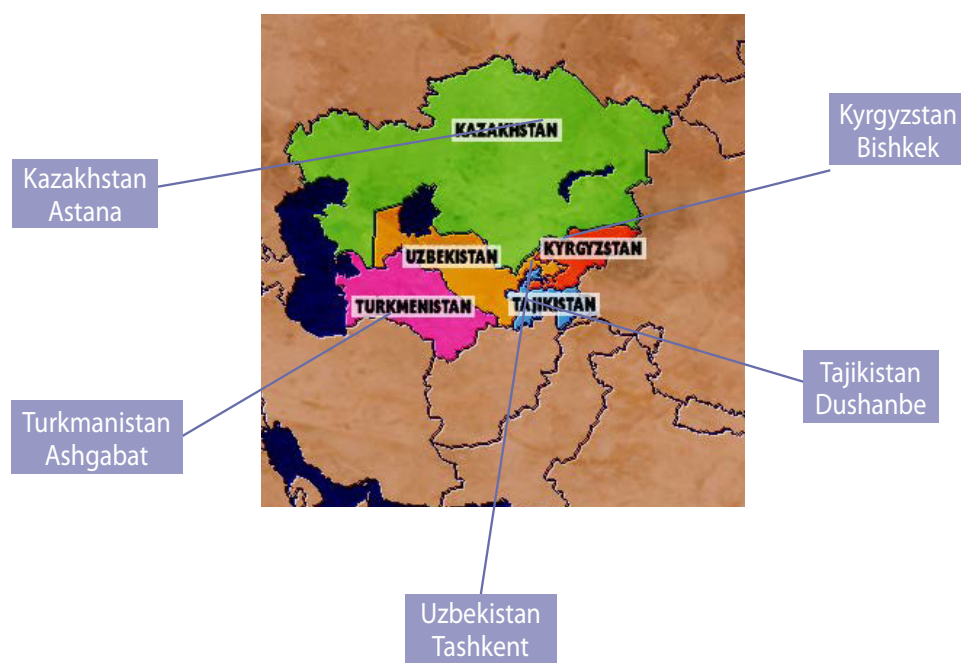 KAZAKHSTAN
Kyrgyzstan
Bishkek
Kazakhstan
Astana
UZBEKISTAN
KYRGYZSTAN
TURKMENISTAN
TAJIKISTAN
Tajikistan
Dushanbe
Turkmanistan
Ashgabat
Uzbekistan
Tashkent